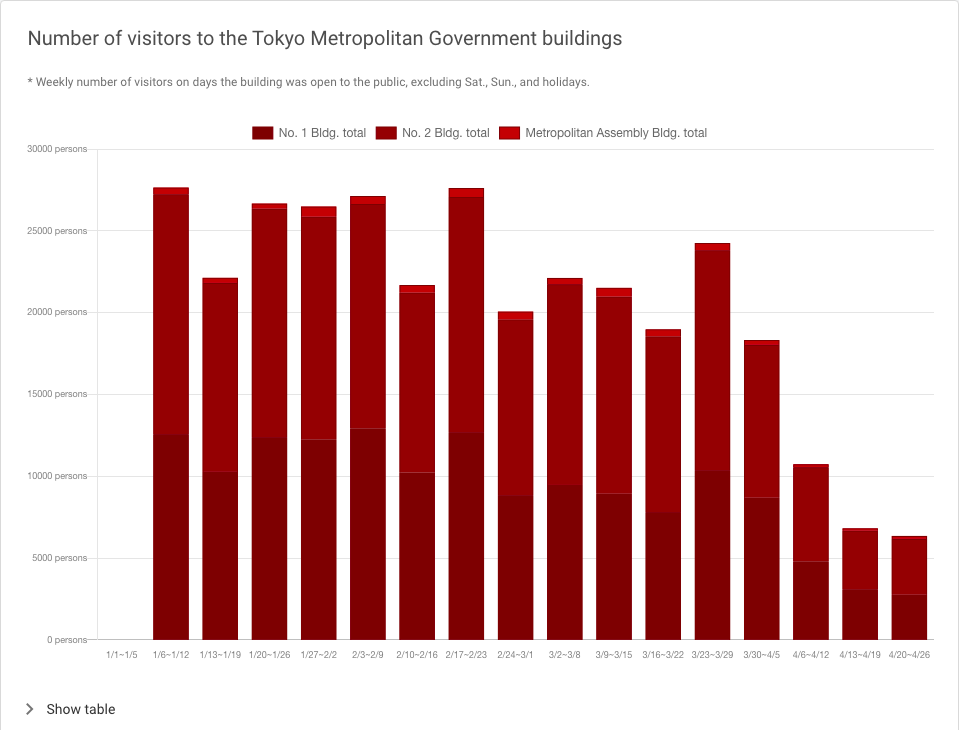 Number of visitors to the Tokyo Metropolitan Government buildings
* Weekly number of visitors on days the building was open to the public, excluding Sat., Sun., and holidays.
No. 1 Bldg. total No. 2 Bldg. total Metropolitan Assembly Bldg. total
30000 persons
25000 persons
20000 persons
15000 persons
10000 persons
5000 persons
0 persons
1/1~1/5 1/6~1/12 1/13~1/19 1/20~1/26 1/27~2/2 2/3~2/9 2/10~2/16 2/17~2/23 2/24~3/1 3/2~3/8 3/9~3/15 3/16~3/22 3/23~3/29 3/30~4/5 4/6~4/12 4/13~4/19 4/20~4/26
Show table